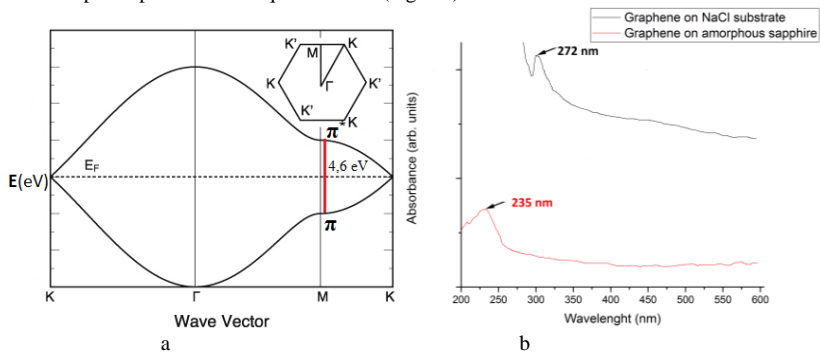 K'
M
K
Γ
K
K'
K'
K
π*
E_F
4,6 eV
E(eV)
π
K
Γ
M
K
Wave Vector
a
Graphene on NaCl substrate
Graphene on amorphous sapphire
272 nm
Absorbance (arb. units)
235 nm
200 250 300 350 400 450 500 550 600
Wavelenght (nm)
b